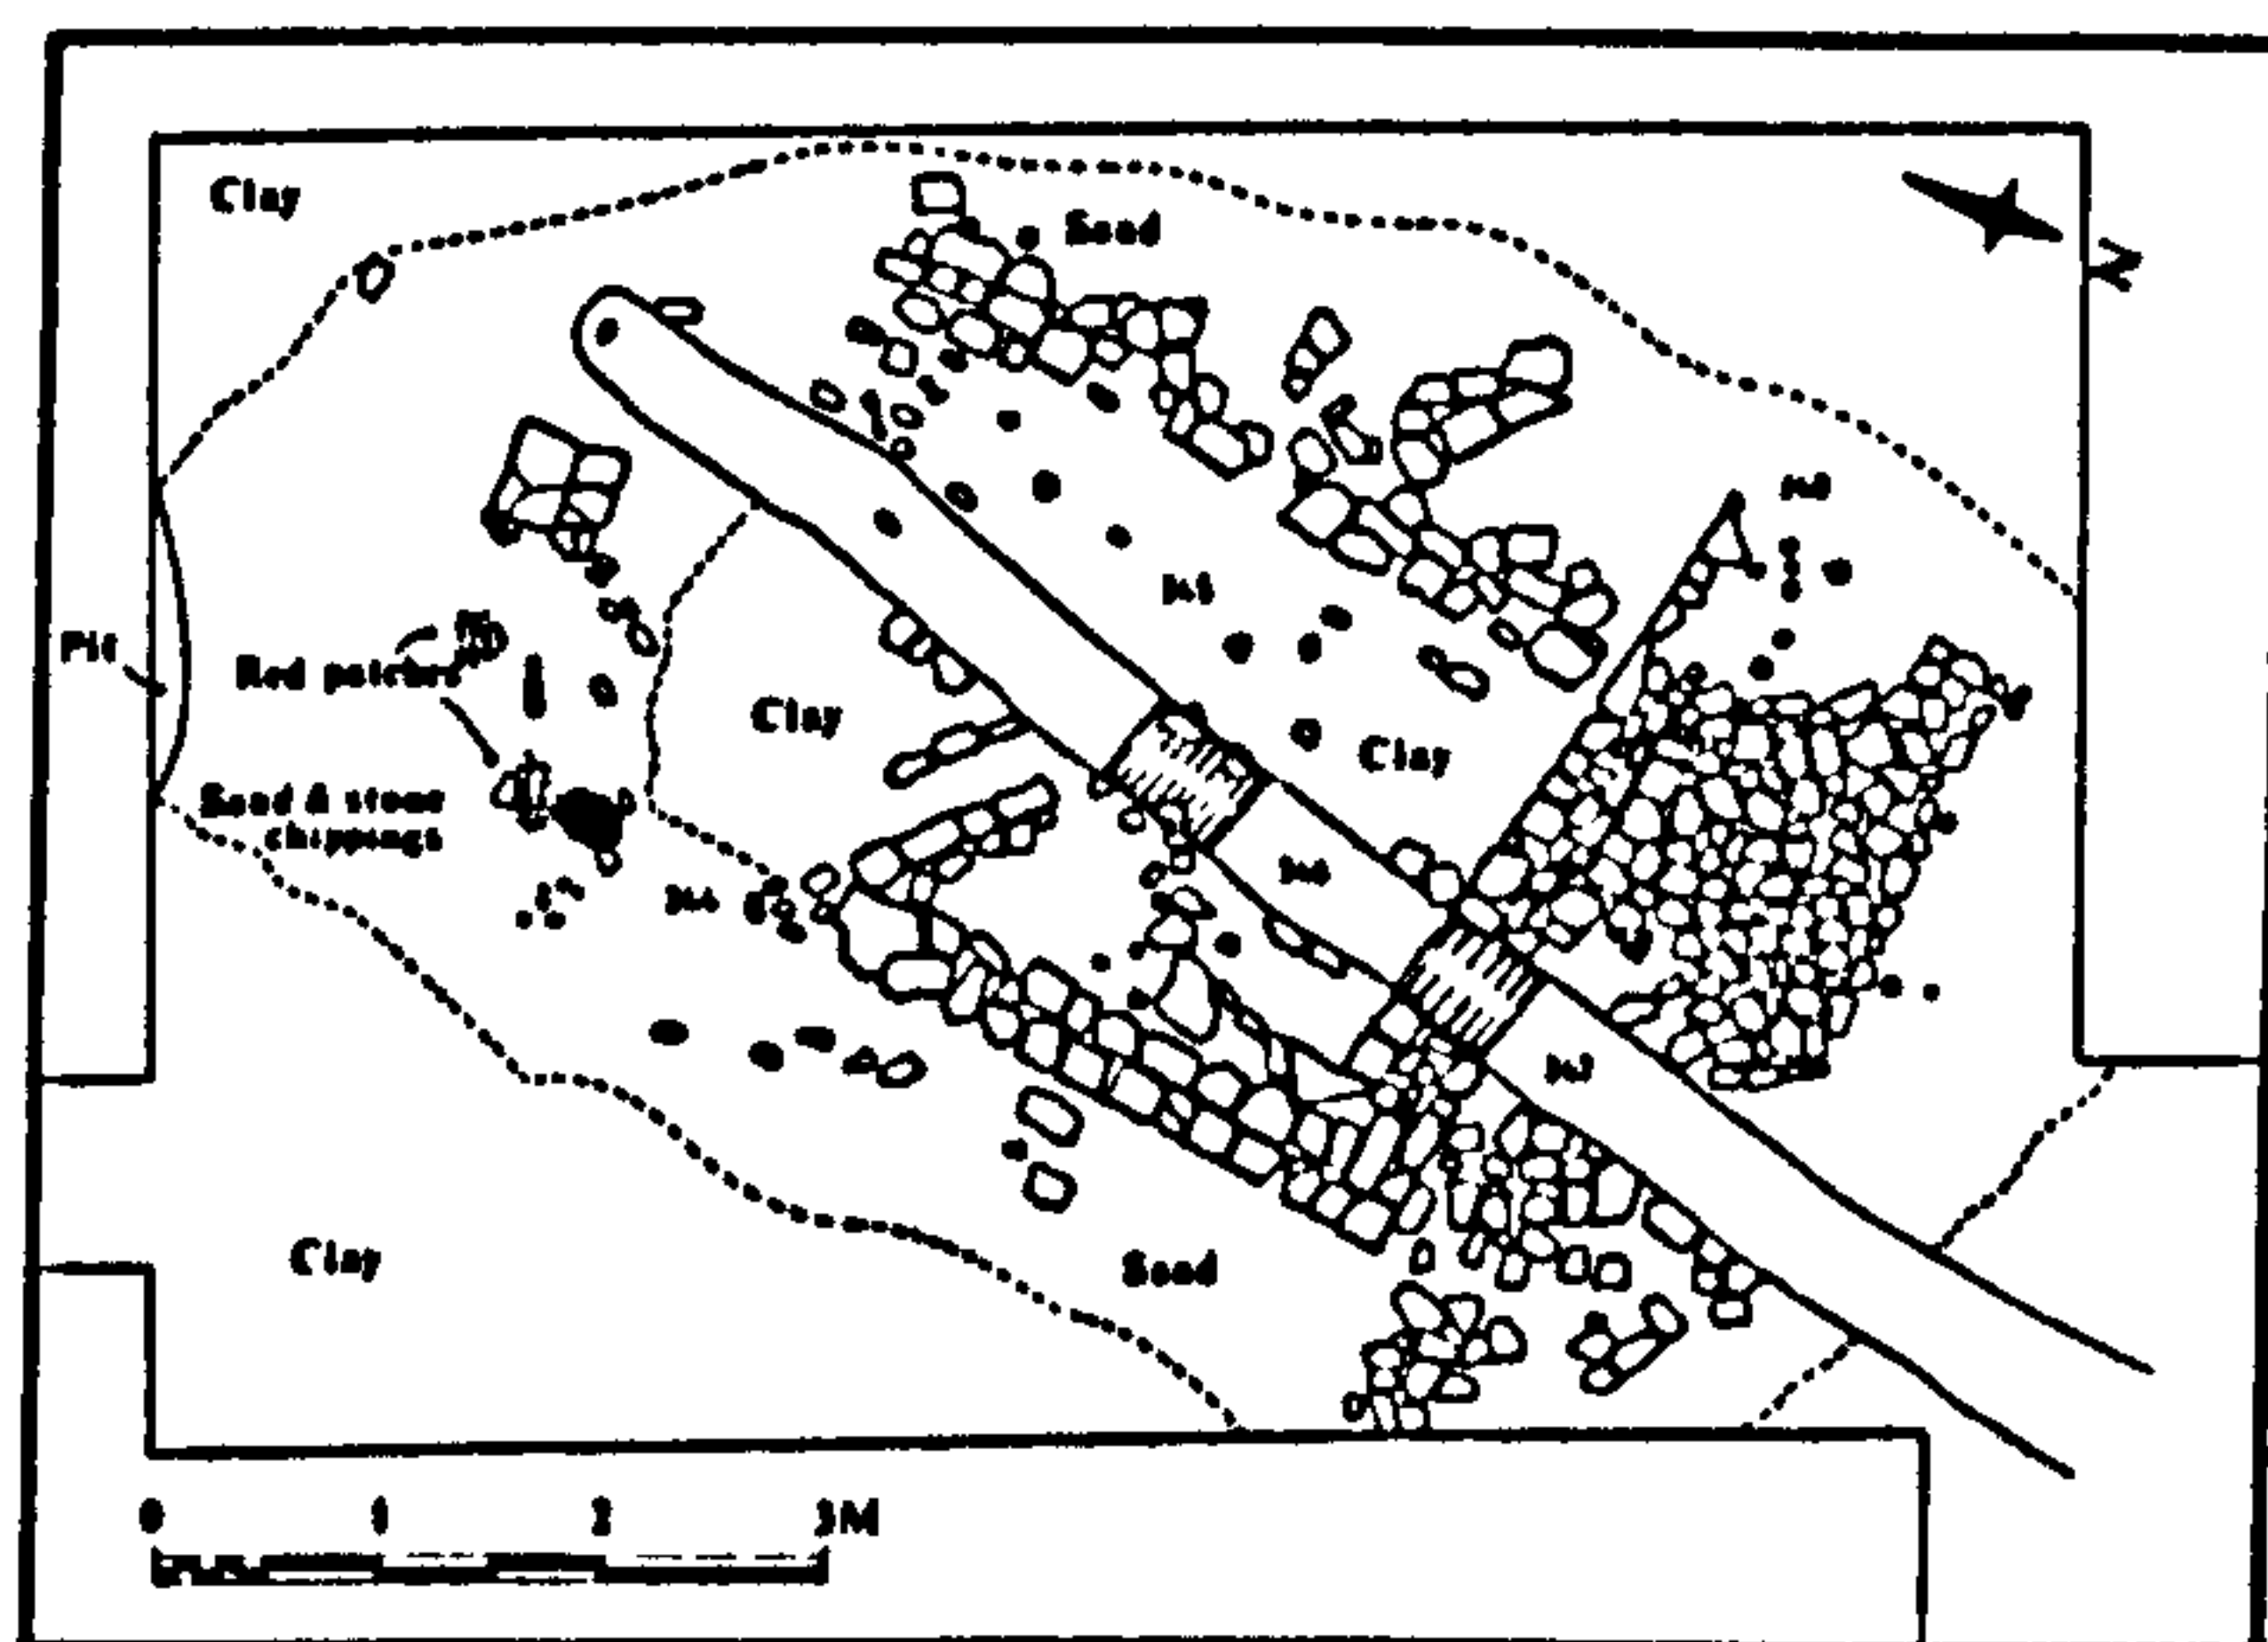 Clay
Sand
N
Pit
Red patches
Clay
Clay
Sand & stone
chippings
Clay
Sand
0 1 2 3M